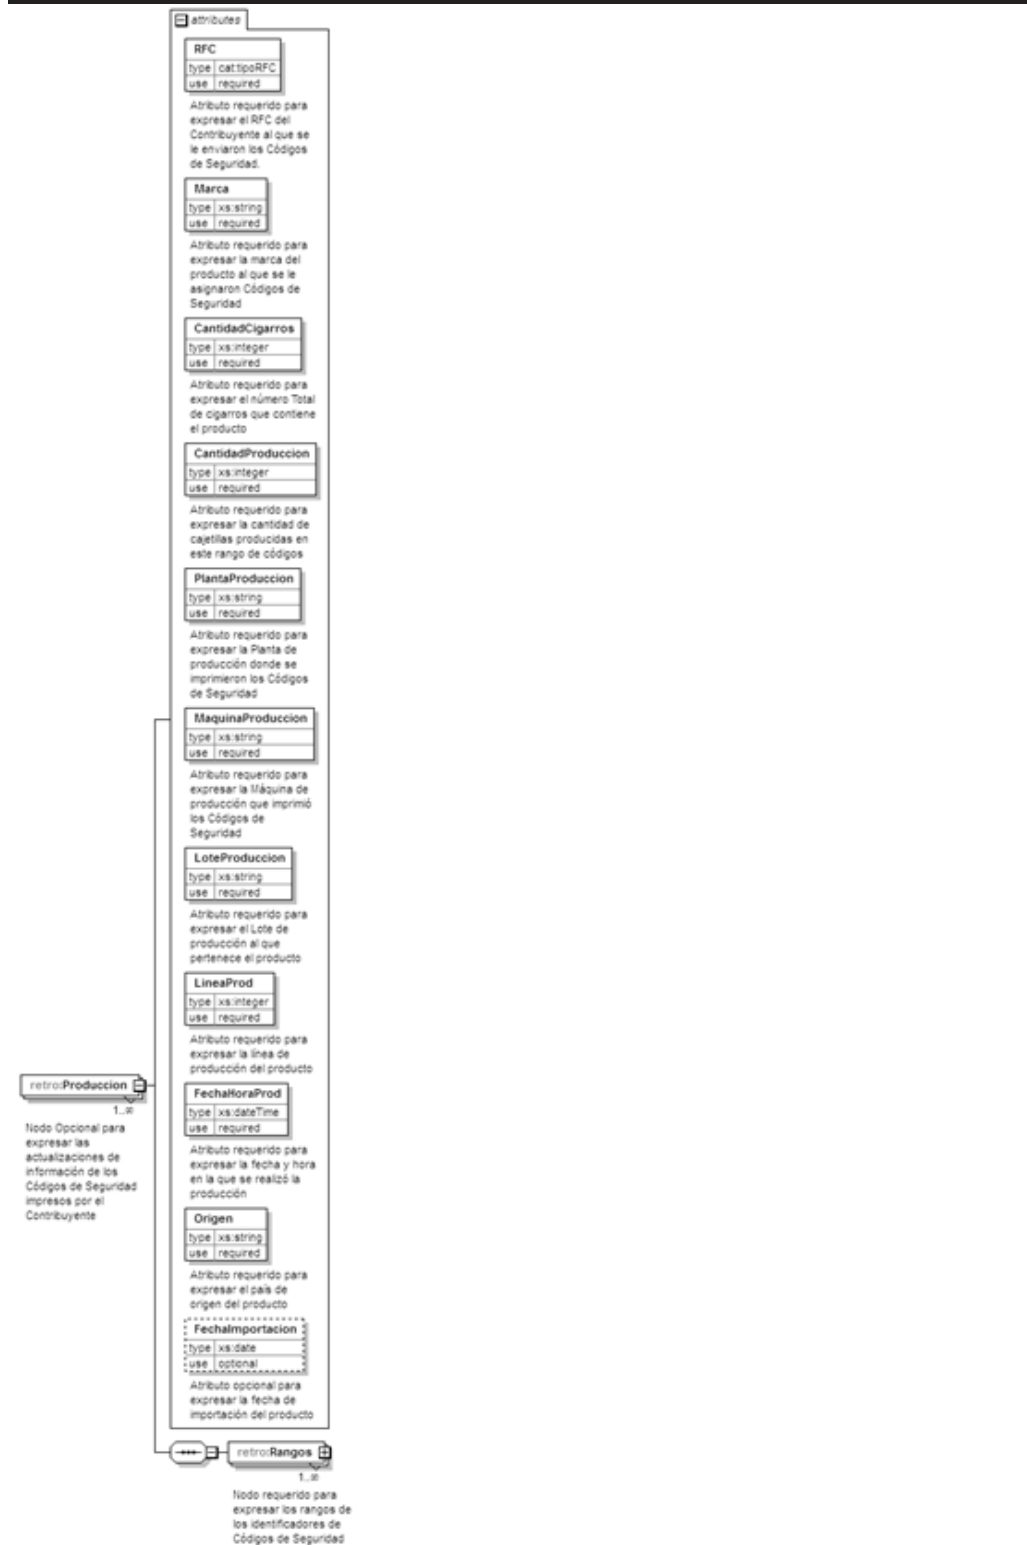 attributes
RFC
type cat:tipoRFC
use required
Atributo requerido para
expresar el RFC del
Contribuyente al que se
le enviaron los Códigos
de Seguridad.
Marca
type xs:string
use required
Atributo requerido para
expresar la marca del
producto al que se le
asignaron Códigos de
Seguridad
CantidadCigarros
type xs:integer
use required
Atributo requerido para
expresar el número Total
de cigarros que contiene
el producto
CantidadProduccion
type xs:integer
use required
Atributo requerido para
expresar la cantidad de
cajetillas producidas en
este rango de códigos
PlantaProduccion
type xs:string
use required
Atributo requerido para
expresar la Planta de
producción donde se
imprimieron los Códigos
de Seguridad
MaquinaProduccion
type xs:string
use required
Atributo requerido para
expresar la Máquina de
producción que imprimió
los Códigos de
Seguridad
LoteProduccion
type xs:string
use required
Atributo requerido para
expresar el Lote de
producción al que
pertenece el producto
LineaProd
type xs:integer
use required
Atributo requerido para
expresar la línea de
producción del producto
retro:Produccion
1..∞
Nodo Opcional para
expresar las
actualizaciones de
información de los
Códigos de Seguridad
impresos por el
Contribuyente
FechaHoraProd
type xs:dateTime
use required
Atributo requerido para
expresar la fecha y hora
en la que se realizó la
producción
Origen
type xs:string
use required
Atributo requerido para
expresar el país de
origen del producto
FechaImportacion
type xs:date
use optional
Atributo opcional para
expresar la fecha de
importación del producto
retro:Rangos
1..∞
Nodo requerido para
expresar los rangos de
los identificadores de
Códigos de Seguridad